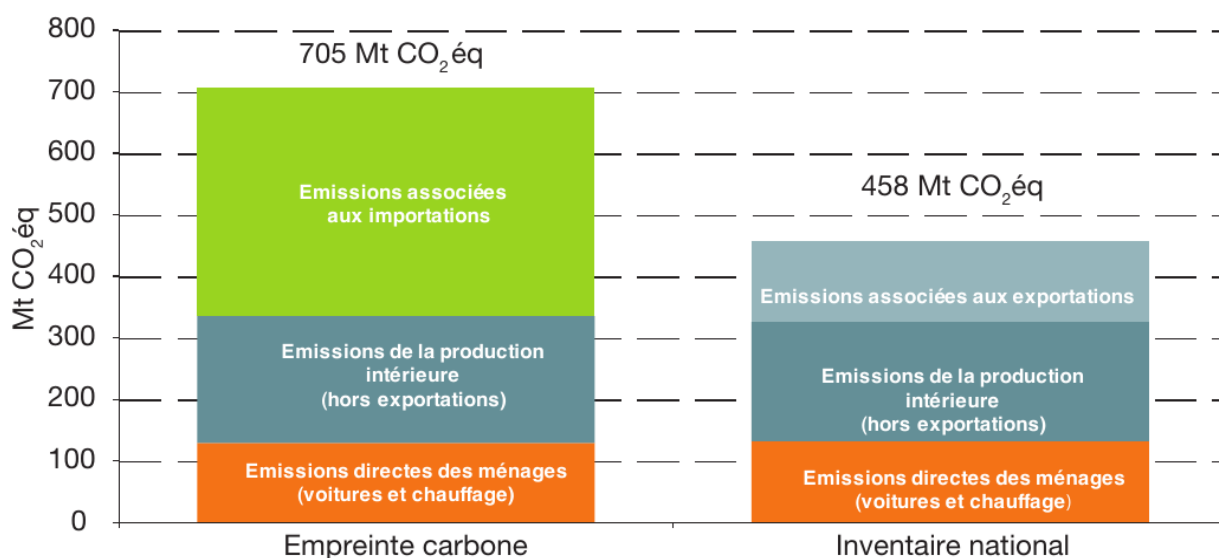 800
705 Mt CO₂éq
700
600
Emissions associées
aux importations
458 Mt CO₂éq
500
Mt CO₂éq
400
Emissions associées aux exportations
300
Emissions de la production
intérieure
(hors exportations)
Emissions de la production
intérieure
(hors exportations)
200
100
Emissions directes des ménages
(voitures et chauffage)
Emissions directes des ménages
(voitures et chauffage)
0
Empreinte carbone
Inventaire national